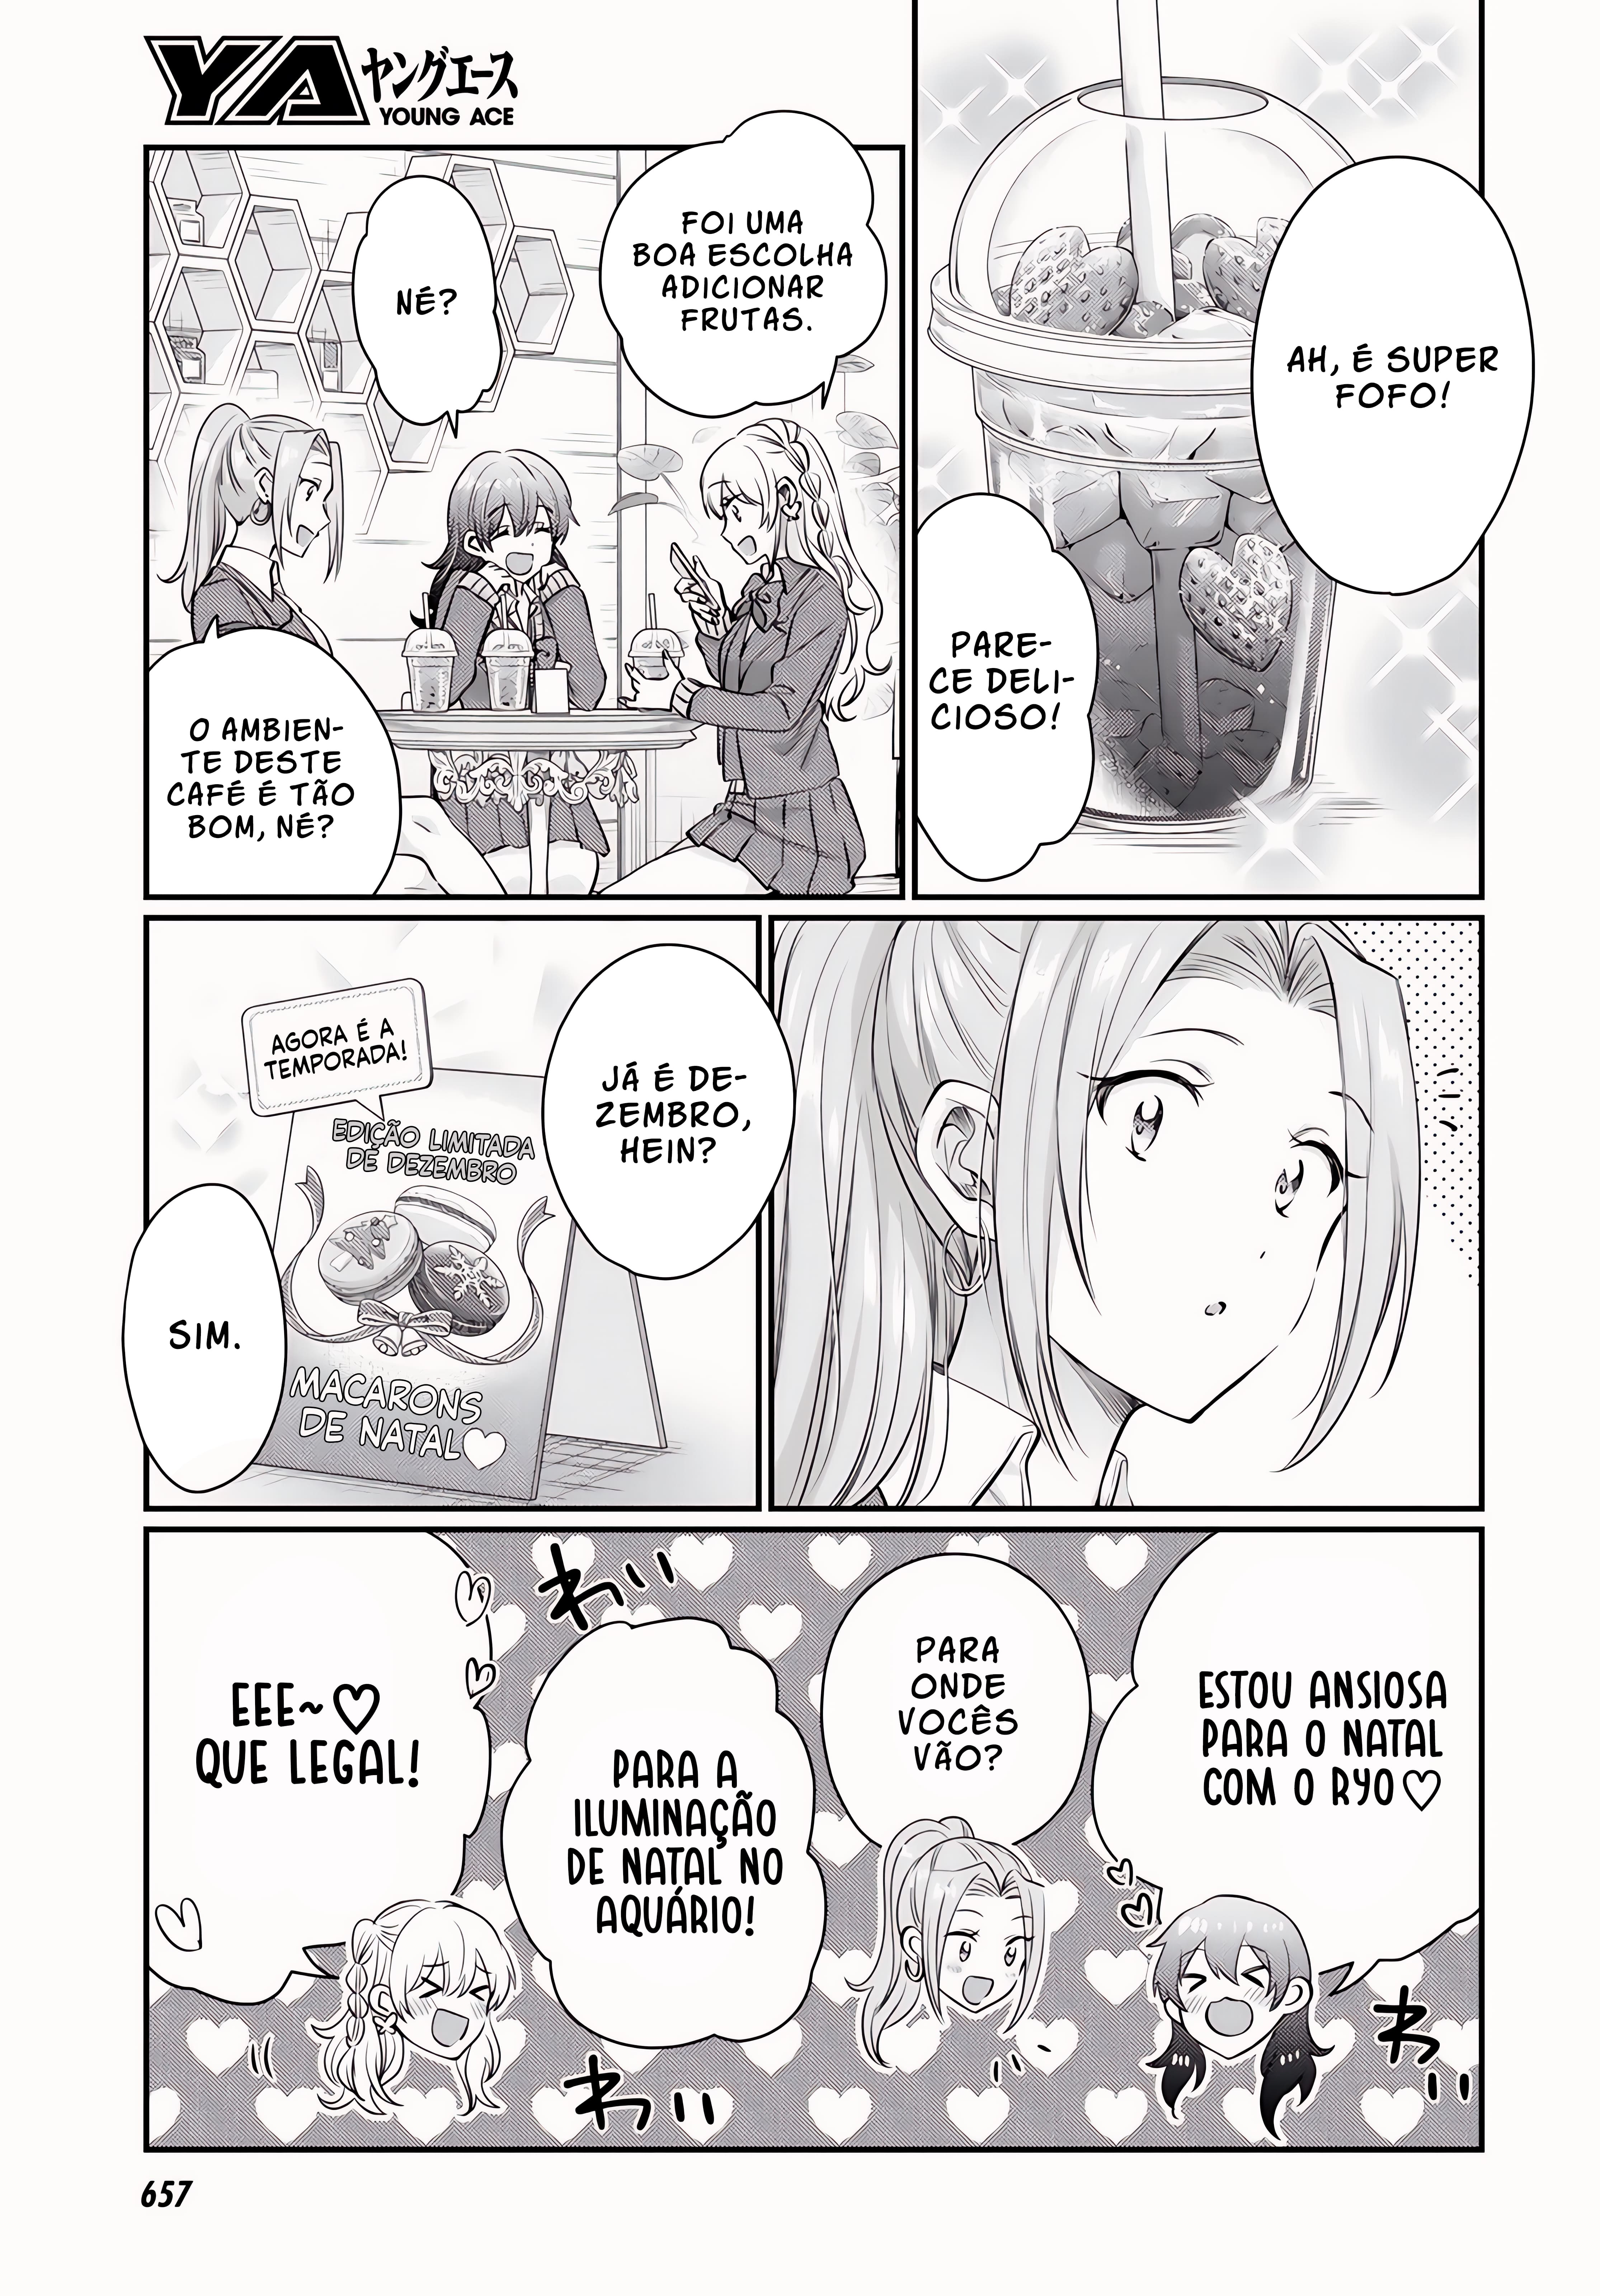 YA ヤングエース
YOUNG ACE
AH, É SUPER
FOFO!
PARE-
CE DELI-
CIOSO!
FOI UMA
BOA ESCOLHA
ADICIONAR
FRUTAS.
NÉ?
O AMBIEN-
TE DESTE
CAFÉ É TÃO
BOM, NÉ?
JÁ É DE-
ZEMBRO,
HEIN?
AGORA É A
TEMPORADA!
EDIÇÃO LIMITADA
DE DEZEMBRO
MACARONS
DE NATAL♡
SIM.
ESTOU ANSIOSA
PARA O NATAL
COM O RYO♡
PARA
ONDE
VOCÊS
VÃO?
わい
PARA A
ILUMINAÇÃO
DE NATAL NO
AQUÁRIO!
EEE~♡
QUE LEGAL!
わい
わい
657